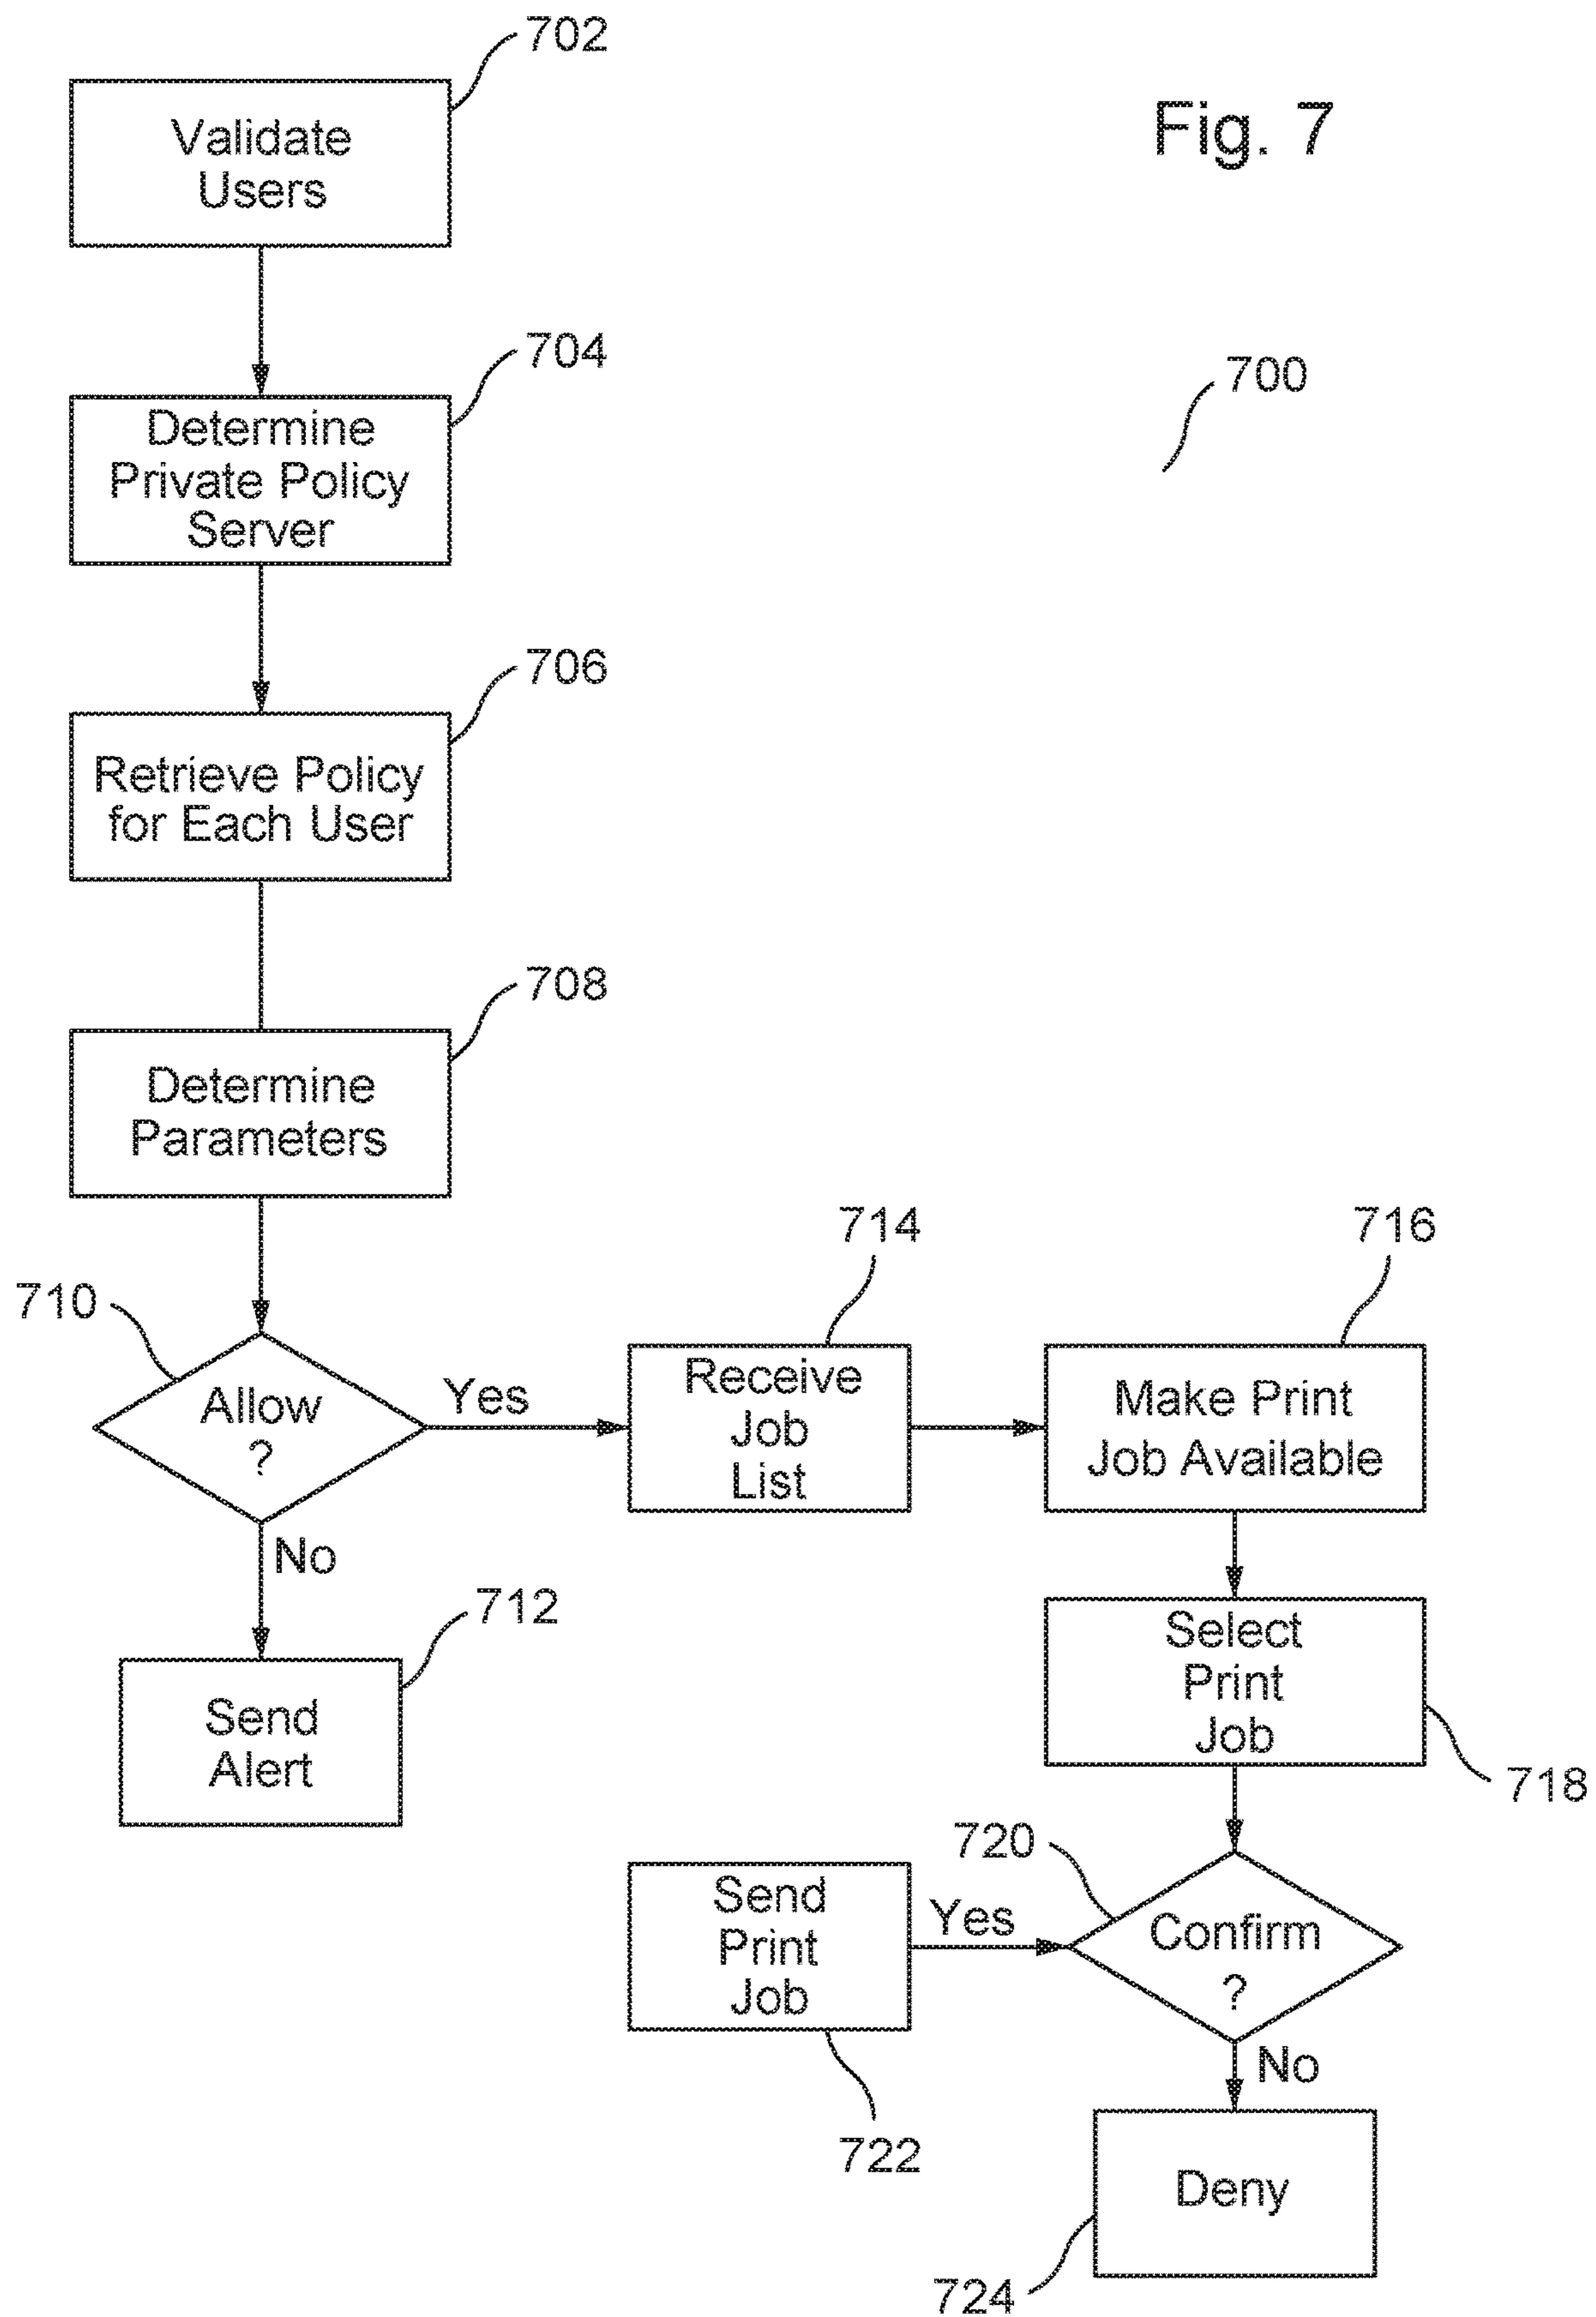 Fig. 7
700
702
Validate
Users
704
Determine
Private Policy
Server
706
Retrieve Policy
for Each User
708
Determine
Parameters
710
Allow
?
Yes
No
712
Send
Alert
714
Receive
Job
List
716
Make Print
Job Available
Select
Print
Job
718
720
Confirm
?
Yes
Send
Print
Job
722
No
Deny
724